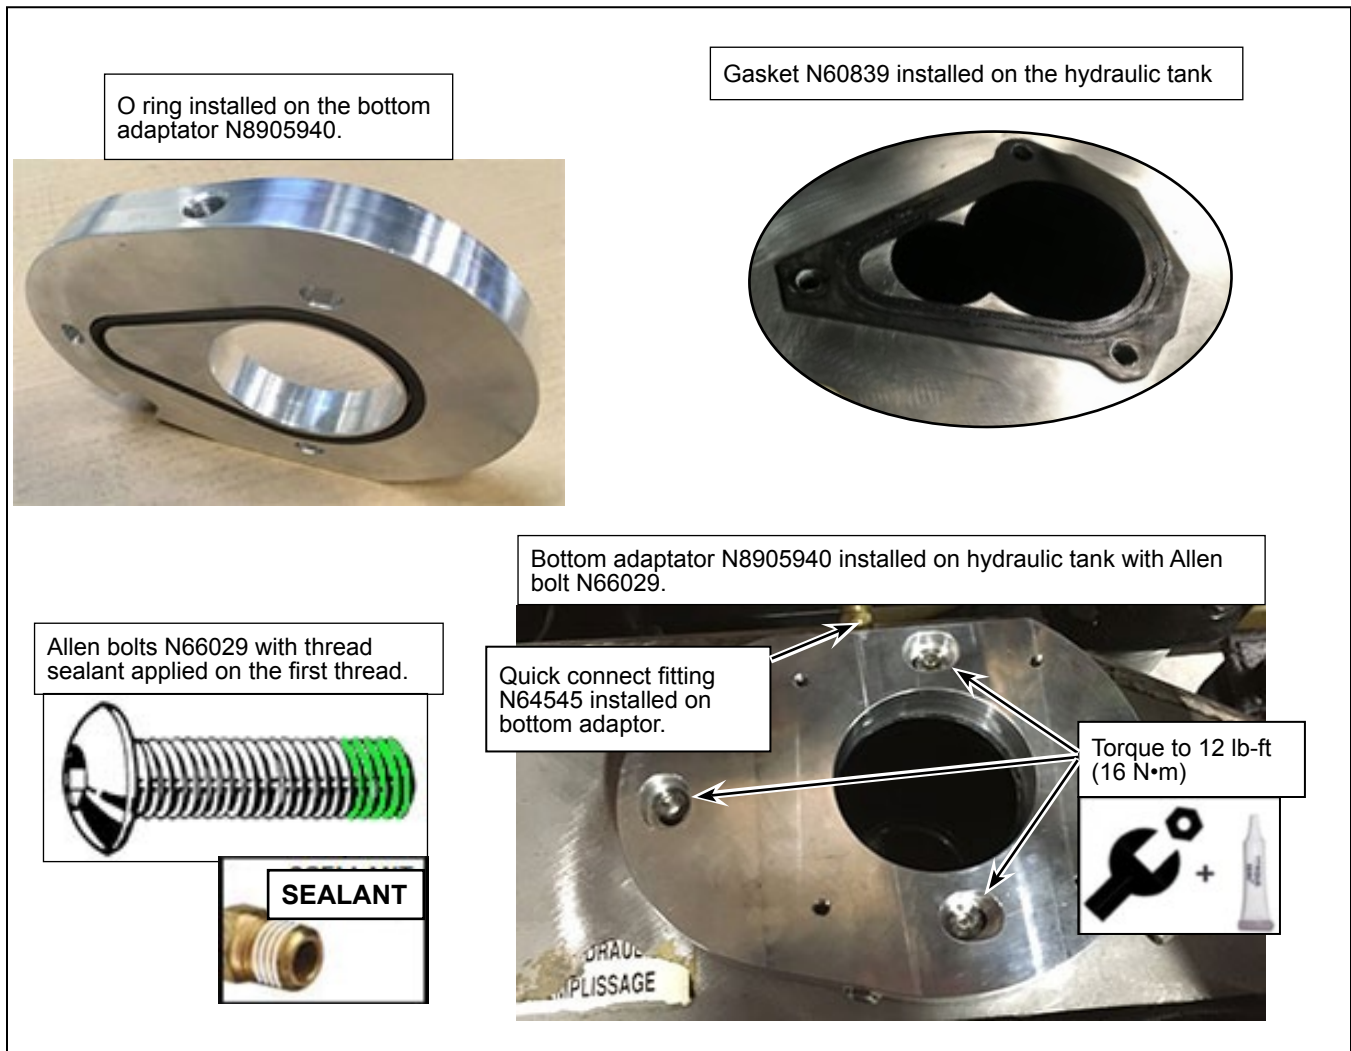 O ring installed on the bottom
adaptator N8905940.
Gasket N60839 installed on the hydraulic tank
Bottom adaptator N8905940 installed on hydraulic tank with Allen
bolt N66029.
Allen bolts N66029 with thread
sealant applied on the first thread.
Quick connect fitting
N64545 installed on
bottom adaptor.
Torque to 12 lb-ft
(16 N•m)
SEALANT